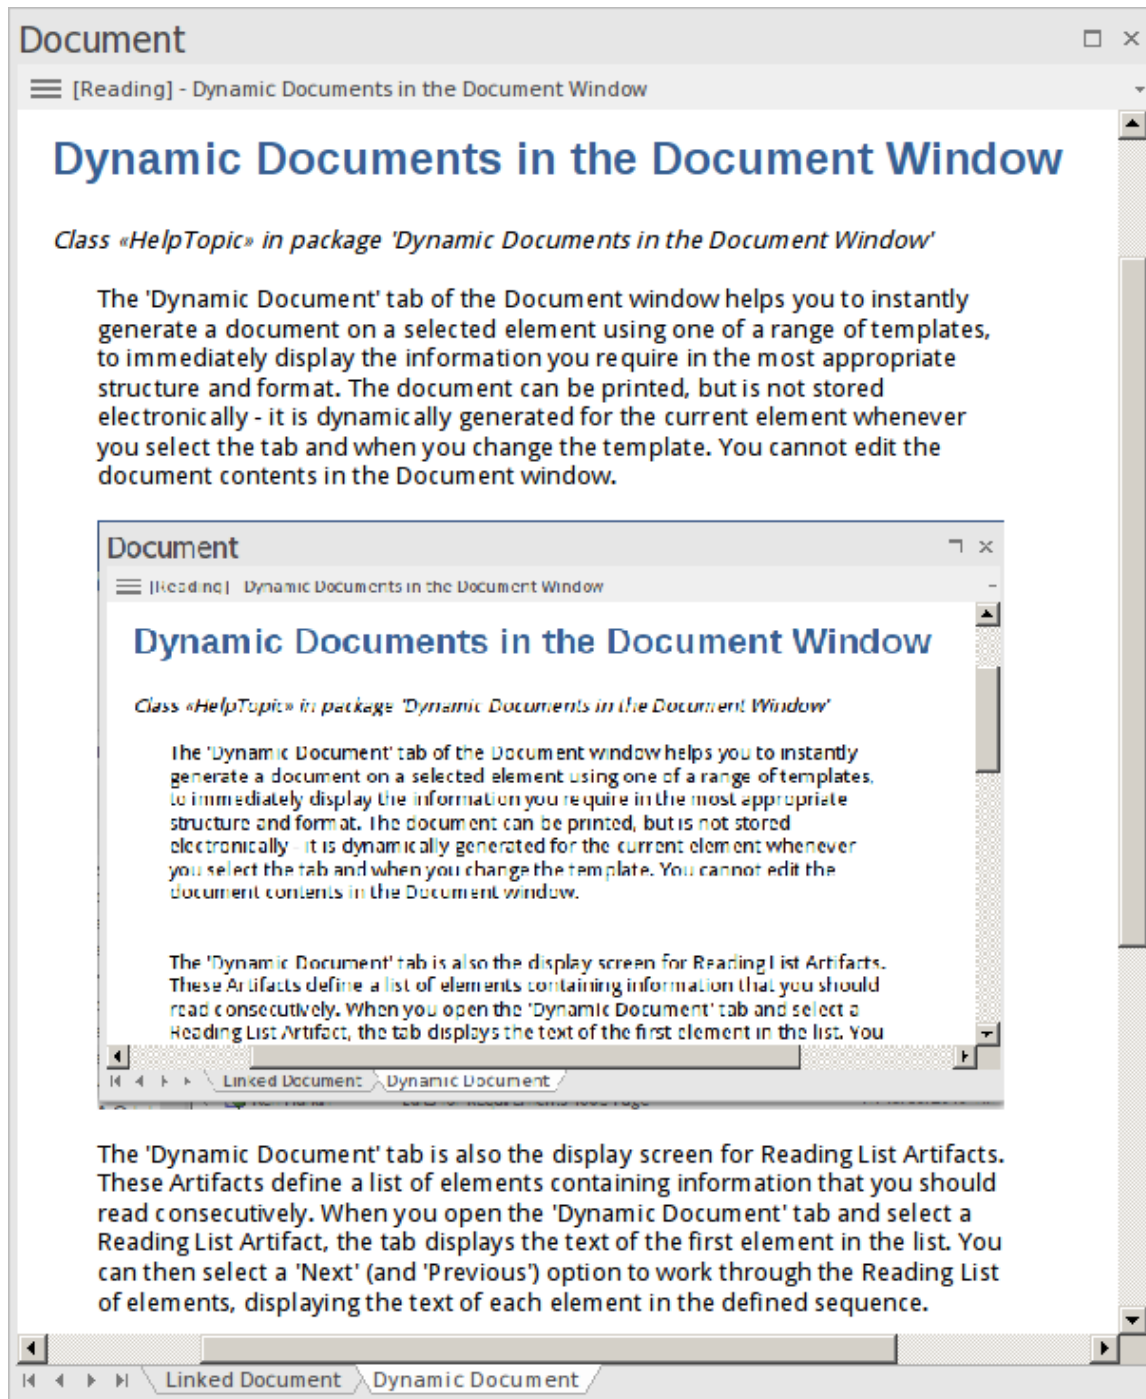 Document
[Reading] - Dynamic Documents in the Document Window
Dynamic Documents in the Document Window
Class «HelpTopic» in package 'Dynamic Documents in the Document Window'
The 'Dynamic Document' tab of the Document window helps you to instantly
generate a document on a selected element using one of a range of templates,
to immediately display the information you require in the most appropriate
structure and format. The document can be printed, but is not stored
electronically - it is dynamically generated for the current element whenever
you select the tab and when you change the template. You cannot edit the
document contents in the Document window.
Document
[Reading] Dynamic Documents in the Document Window
Dynamic Documents in the Document Window
Class «HelpTopic» in package 'Dynamic Documents in the Document Window'
The 'Dynamic Document' tab of the Document window helps you to instantly
generate a document on a selected element using one of a range of templates,
to immediately display the information you require in the most appropriate
structure and format. The document can be printed, but is not stored
electronically - it is dynamically generated for the current element whenever
you select the tab and when you change the template. You cannot edit the
document contents in the Document window.
The 'Dynamic Document' tab is also the display screen for Reading List Artifacts.
These Artifacts define a list of elements containing information that you should
read consecutively. When you open the 'Dynamic Document' tab and select a
Reading List Artifact, the tab displays the text of the first element in the list. You
Linked Document Dynamic Document
The 'Dynamic Document' tab is also the display screen for Reading List Artifacts.
These Artifacts define a list of elements containing information that you should
read consecutively. When you open the 'Dynamic Document' tab and select a
Reading List Artifact, the tab displays the text of the first element in the list. You
can then select a 'Next' (and 'Previous') option to work through the Reading List
of elements, displaying the text of each element in the defined sequence.
Linked Document Dynamic Document